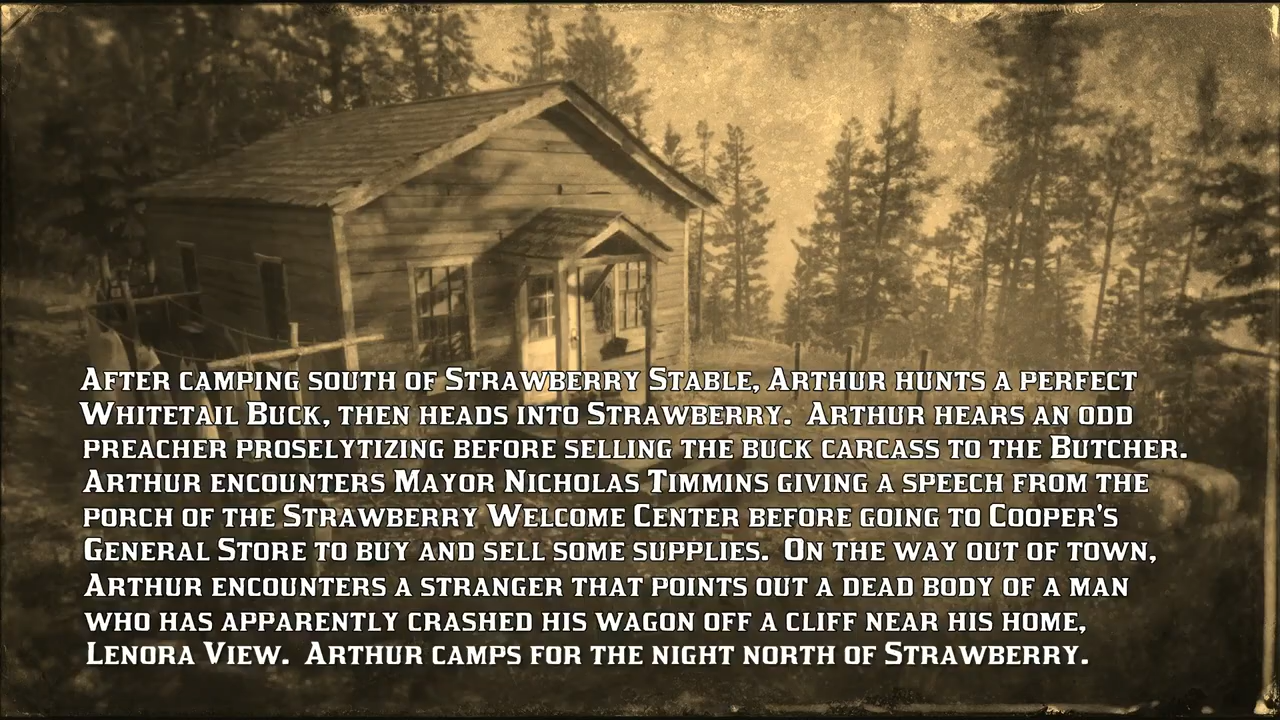 After camping south of Strawberry Stable, Arthur hunts a perfect
Whitetail Buck, then heads into Strawberry.  Arthur hears an odd
preacher proselytizing before selling the buck carcass to the Butcher.
Arthur encounters Mayor Nicholas Timmins giving a speech from the
porch of the Strawberry Welcome Center before going to Cooper's
General Store to buy and sell some supplies.  On the way out of town,
Arthur encounters a stranger that points out a dead body of a man
who has apparently crashed his wagon off a cliff near his home,
Lenora View.  Arthur camps for the night north of Strawberry.